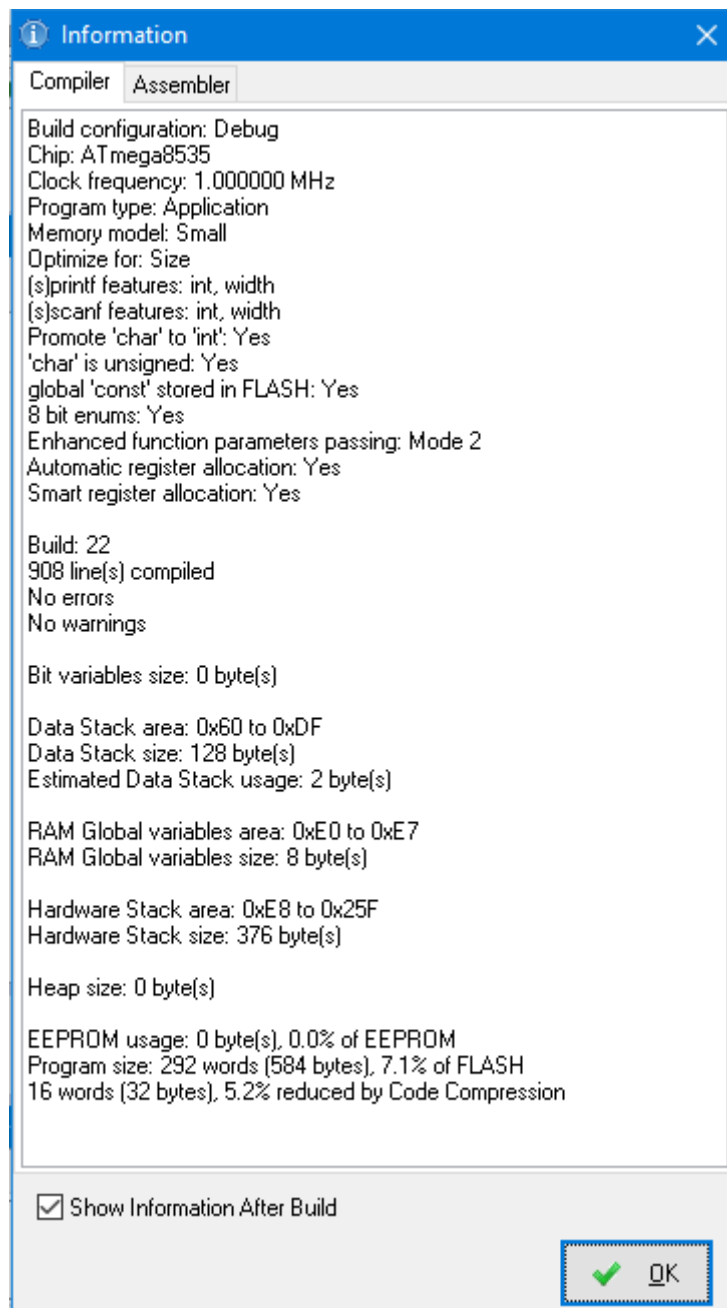 Information
Compiler
Assembler
Build configuration: Debug
Chip: ATmega8535
Clock frequency: 1.000000 MHz
Program type: Application
Memory model: Small
Optimize for: Size
(s)printf features: int, width
(s)scanf features: int, width
Promote 'char' to 'int': Yes
'char' is unsigned: Yes
global 'const' stored in FLASH: Yes
8 bit enums: Yes
Enhanced function parameters passing: Mode 2
Automatic register allocation: Yes
Smart register allocation: Yes
Build: 22
908 line(s) compiled
No errors
No warnings
Bit variables size: 0 byte(s)
Data Stack area: 0x60 to 0xDF
Data Stack size: 128 byte(s)
Estimated Data Stack usage: 2 byte(s)
RAM Global variables area: 0xE0 to 0xE7
RAM Global variables size: 8 byte(s)
Hardware Stack area: 0xE8 to 0x25F
Hardware Stack size: 376 byte(s)
Heap size: 0 byte(s)
EEPROM usage: 0 byte(s), 0.0% of EEPROM
Program size: 292 words (584 bytes), 7.1% of FLASH
16 words (32 bytes), 5.2% reduced by Code Compression
Show Information After Build
OK